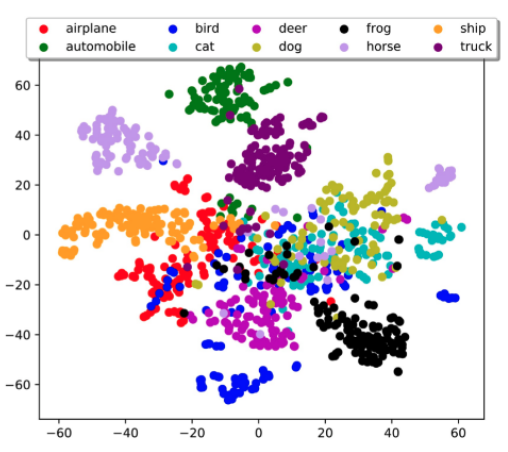 airplane bird deer frog ship
automobile cat dog horse truck
60
40
20
0
−20
−40
−60
−60 −40 −20 0 20 40 60